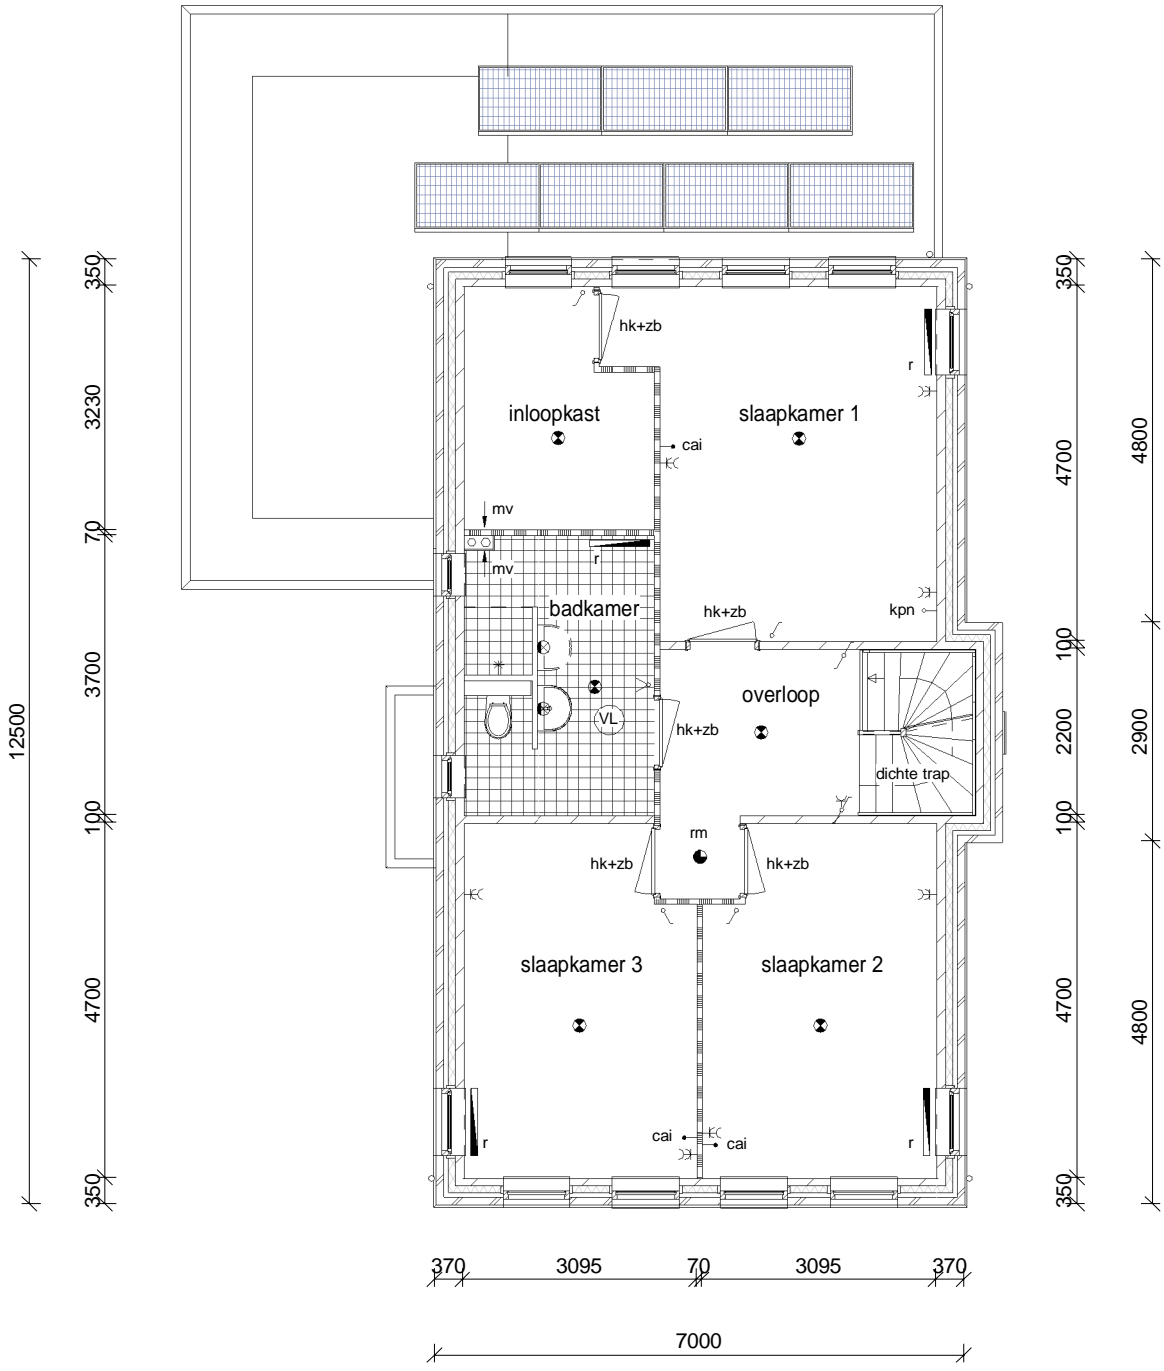 350
350
350
hk+zb
r
3230
inloopkast
slaapkamer 1
4800
cai
4700
mv
70
r
mv
badkamer
hk+zb
kpn
100
3700
overloop
12500
VL
hk+zb
2200
2900
dichte trap
100
100
rm
hk+zb
hk+zb
slaapkamer 3
slaapkamer 2
4700
4700
4800
cai
cai
r
r
350
350
370
3095
70
3095
370
7000